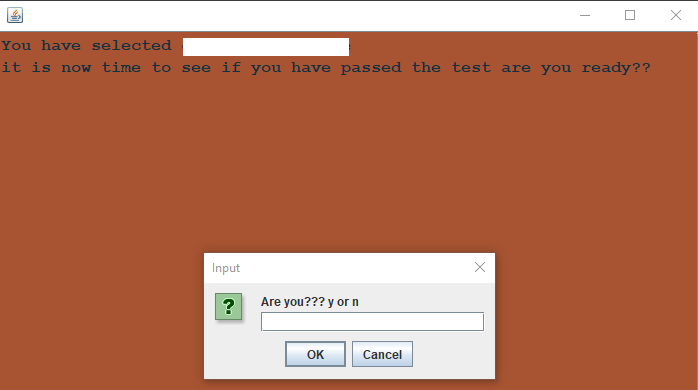 You have selected
it is now time to see if you have passed the test are you ready??
Input
Are you??? y or n
?
OK
Cancel